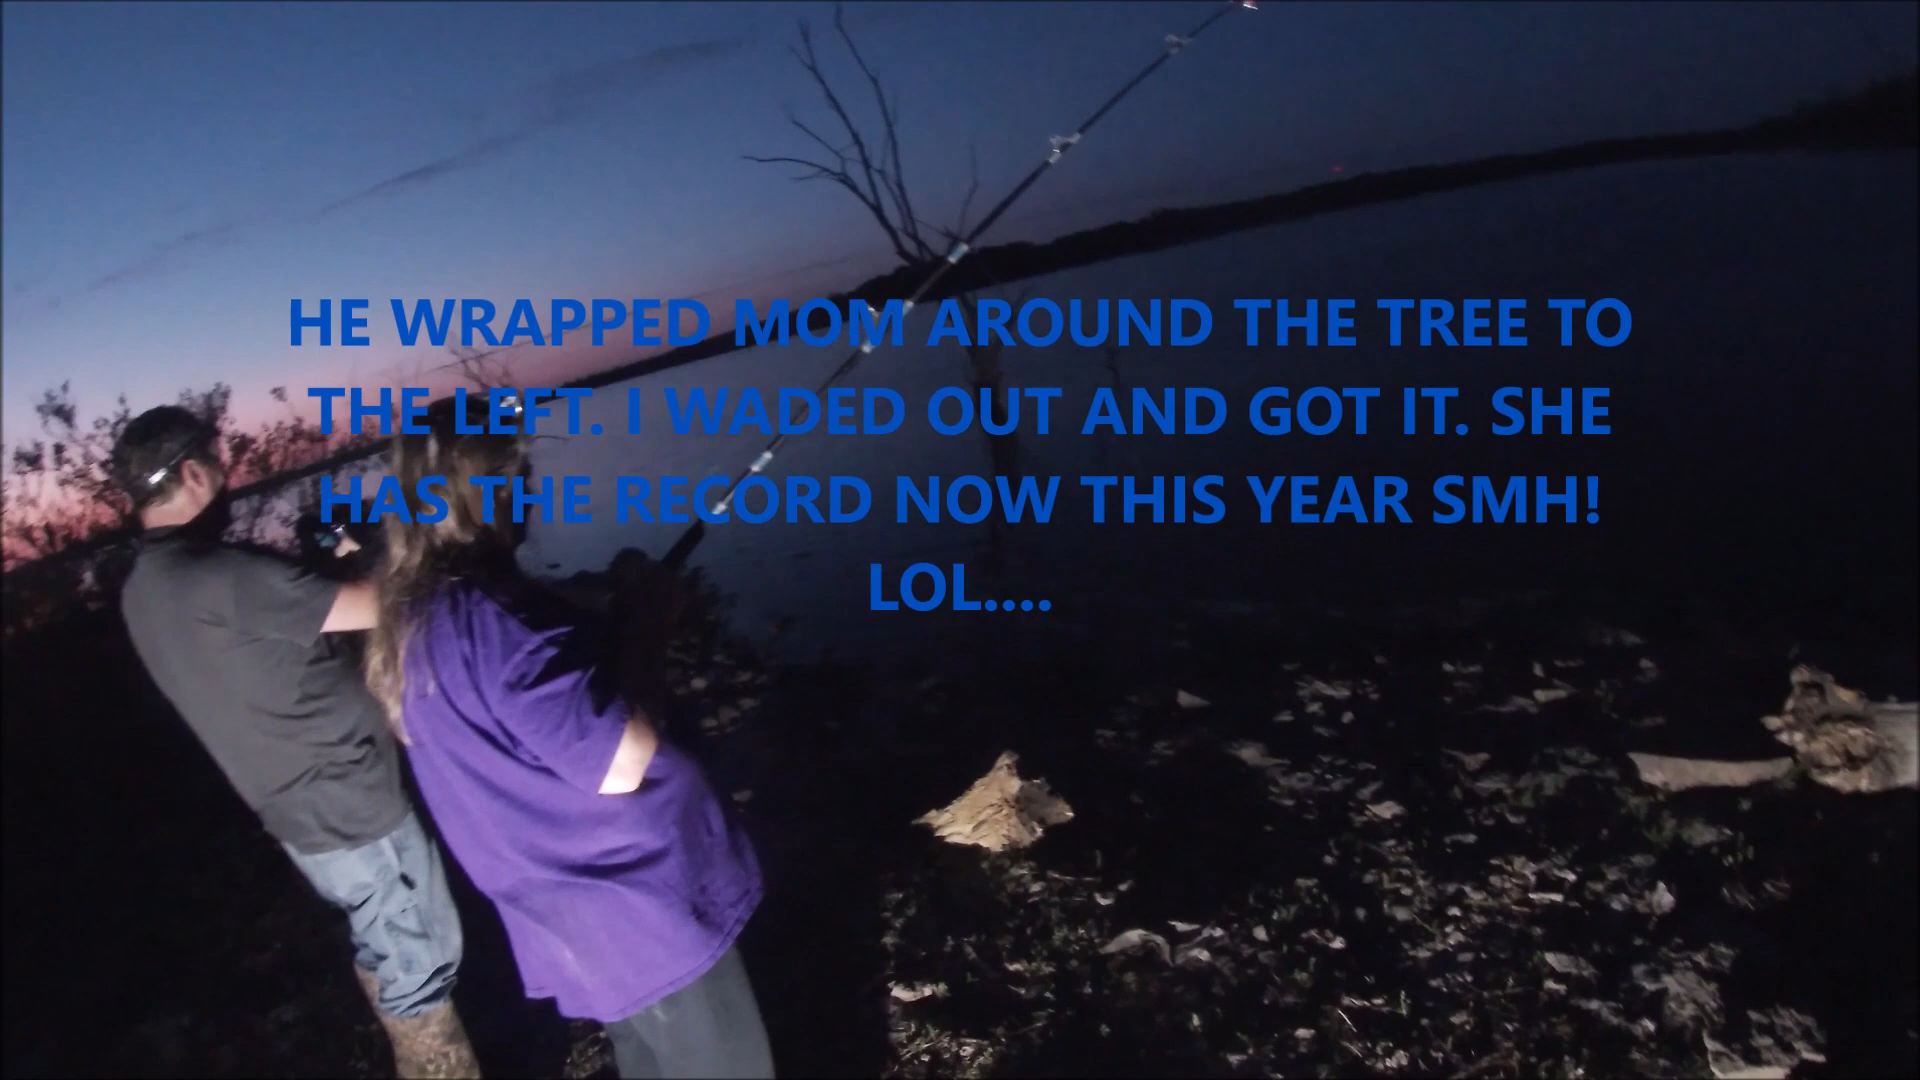 HE WRAPPED MOM AROUND THE TREE TO
THE LEFT. I WADED OUT AND GOT IT. SHE
HAS THE RECORD NOW THIS YEAR SMH!
LOL....